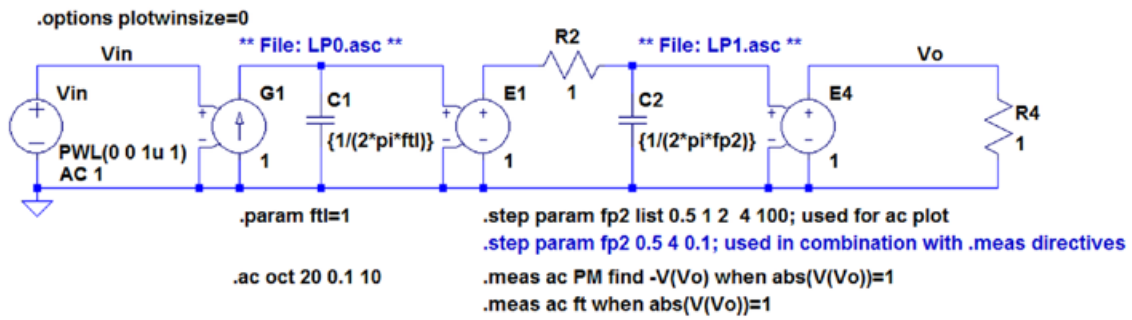 .options plotwinsize=0
Vin
** File: LP0.asc **
R2
** File: LP1.asc **
Vo
Vin
G1
C1
E1
1
C2
E4
R4
+
−
+
-
+
-
+
−
+
-
+
−
{1/(2*pi*ftl)}
{1/(2*pi*fp2)}
1
PWL(0 0 1u 1)
AC 1
1
1
1
.param ftl=1
.step param fp2 list 0.5 1 2  4 100; used for ac plot
.step param fp2 0.5 4 0.1; used in combination with .meas directives
.ac oct 20 0.1 10
.meas ac PM find -V(Vo) when abs(V(Vo))=1
.meas ac ft when abs(V(Vo))=1